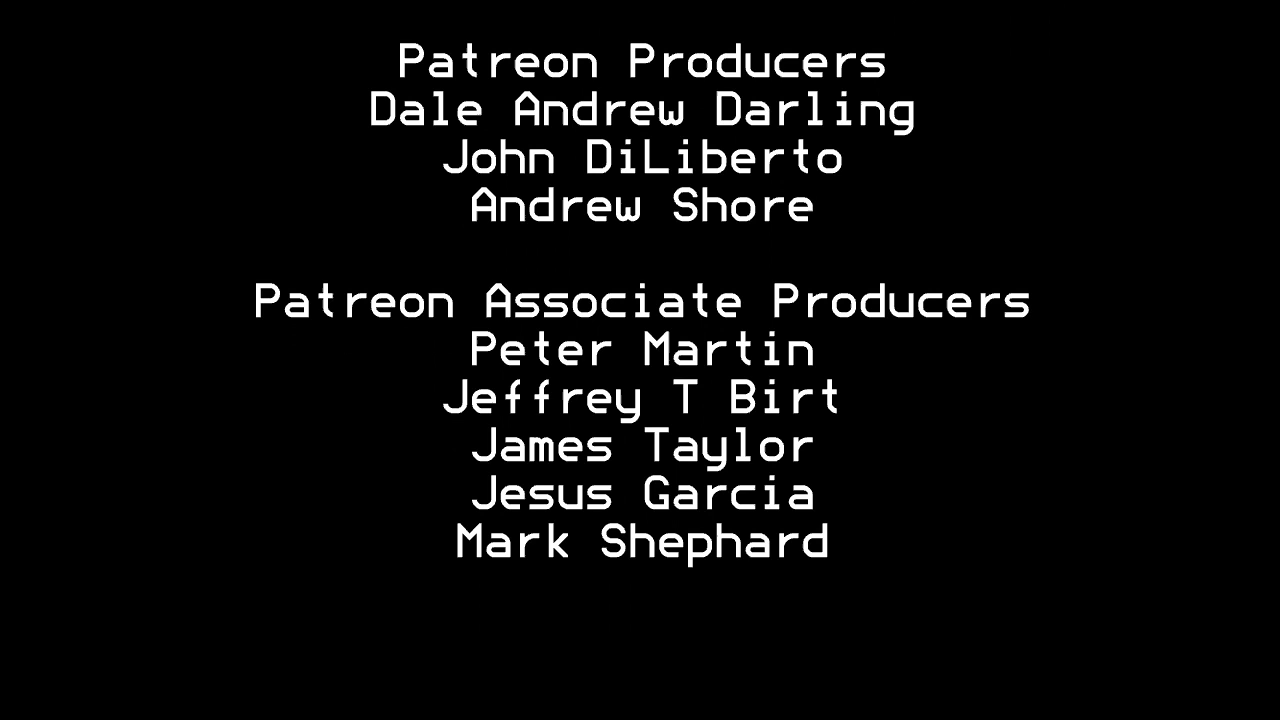 Patreon Producers
Dale Andrew Darling
John DiLiberto
Andrew Shore
Patreon Associate Producers
Peter Martin
Jeffrey T Birt
James Taylor
Jesus Garcia
Mark Shephard